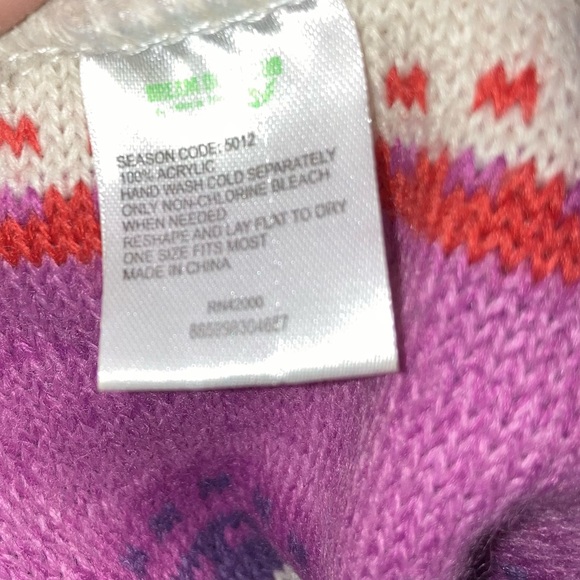 SEASON CODE: 5012
100% ACRYLIC
HAND WASH COLD SEPARATELY
ONLY NON-CHLORINE BLEACH
WHEN NEEDED
RESHAPE AND LAY FLAT TO DRY
ONE SIZE FITS MOST
MADE IN CHINA
RN42000